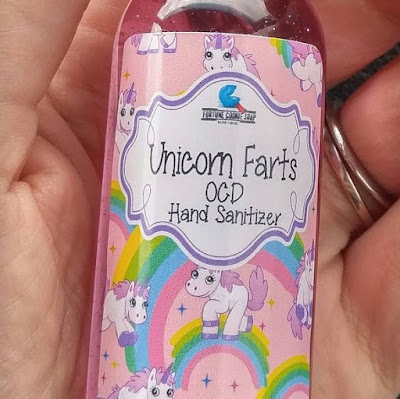 FORTUNE COOKIE SOAP
Unicorn Farts
OCD
Hand Sanitizer